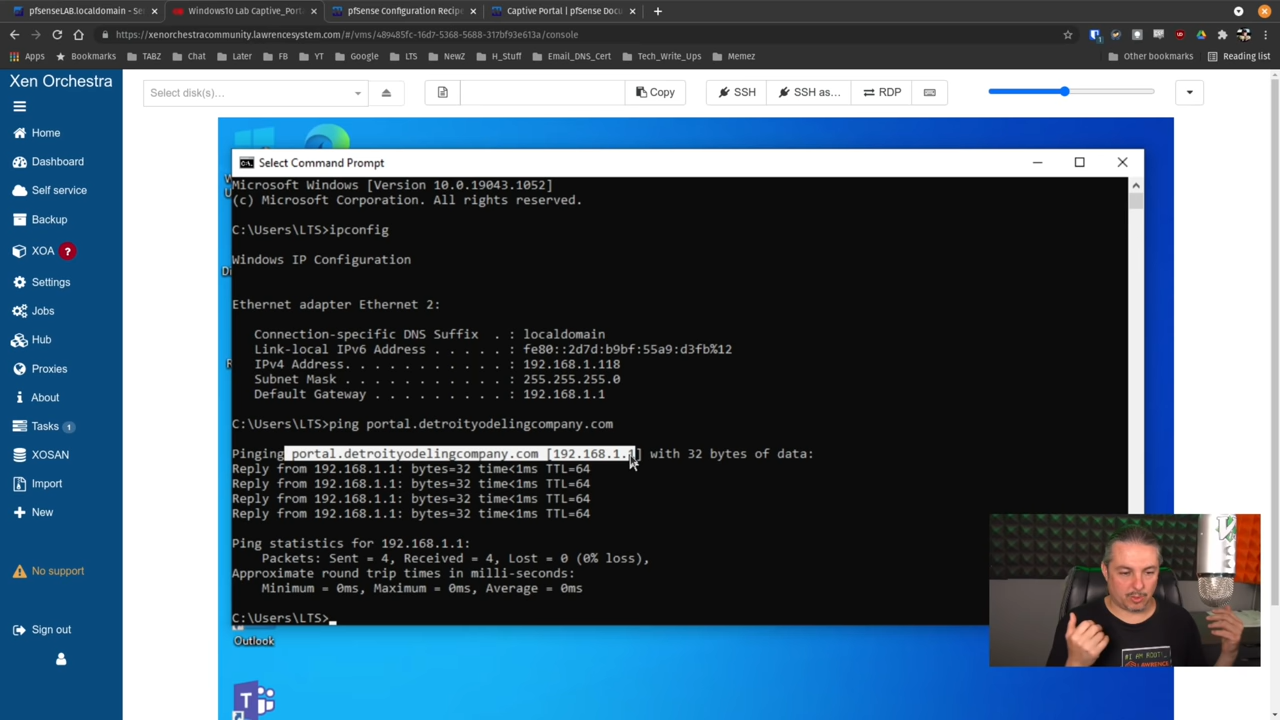 pfsenseLAB.localdomain - Se
Windows10 Lab Captive_Port
pfSense Configuration Recipe
Captive Portal | pfSense Docu
https://xenorchestracommunity.lawrencesystem.com/#/vms/489485fc-16d7-5368-5688-317bf93e613a/console
Apps
Bookmarks
TABZ
Chat
Later
FB
YT
Google
LTS
NewZ
H_Stuff
Email_DNS_Cert
Tech_Write_Ups
Memez
Other bookmarks
Reading list
Xen Orchestra
Select disk(s)...
Copy
SSH
SSH as...
RDP
Home
Dashboard
Self service
Backup
XOA ?
Settings
Jobs
Hub
Proxies
About
Tasks 1
XOSAN
Import
New
No support
Sign out
Select Command Prompt
Microsoft Windows [Version 10.0.19043.1052]
(c) Microsoft Corporation. All rights reserved.
C:\Users\LTS>ipconfig
Windows IP Configuration
Ethernet adapter Ethernet 2:
Connection-specific DNS Suffix  . : localdomain
Link-local IPv6 Address . . . . . : fe80::2d7d:b9bf:55a9:d3fb%12
IPv4 Address. . . . . . . . . . . : 192.168.1.118
Subnet Mask . . . . . . . . . . . : 255.255.255.0
Default Gateway . . . . . . . . . : 192.168.1.1
C:\Users\LTS>ping portal.detroityodelingcompany.com
Pinging portal.detroityodelingcompany.com [192.168.1.1] with 32 bytes of data:
Reply from 192.168.1.1: bytes=32 time<1ms TTL=64
Reply from 192.168.1.1: bytes=32 time<1ms TTL=64
Reply from 192.168.1.1: bytes=32 time<1ms TTL=64
Reply from 192.168.1.1: bytes=32 time<1ms TTL=64
Ping statistics for 192.168.1.1:
Packets: Sent = 4, Received = 4, Lost = 0 (0% loss),
Approximate round trip times in milli-seconds:
Minimum = 0ms, Maximum = 0ms, Average = 0ms
C:\Users\LTS>
Outlook
T